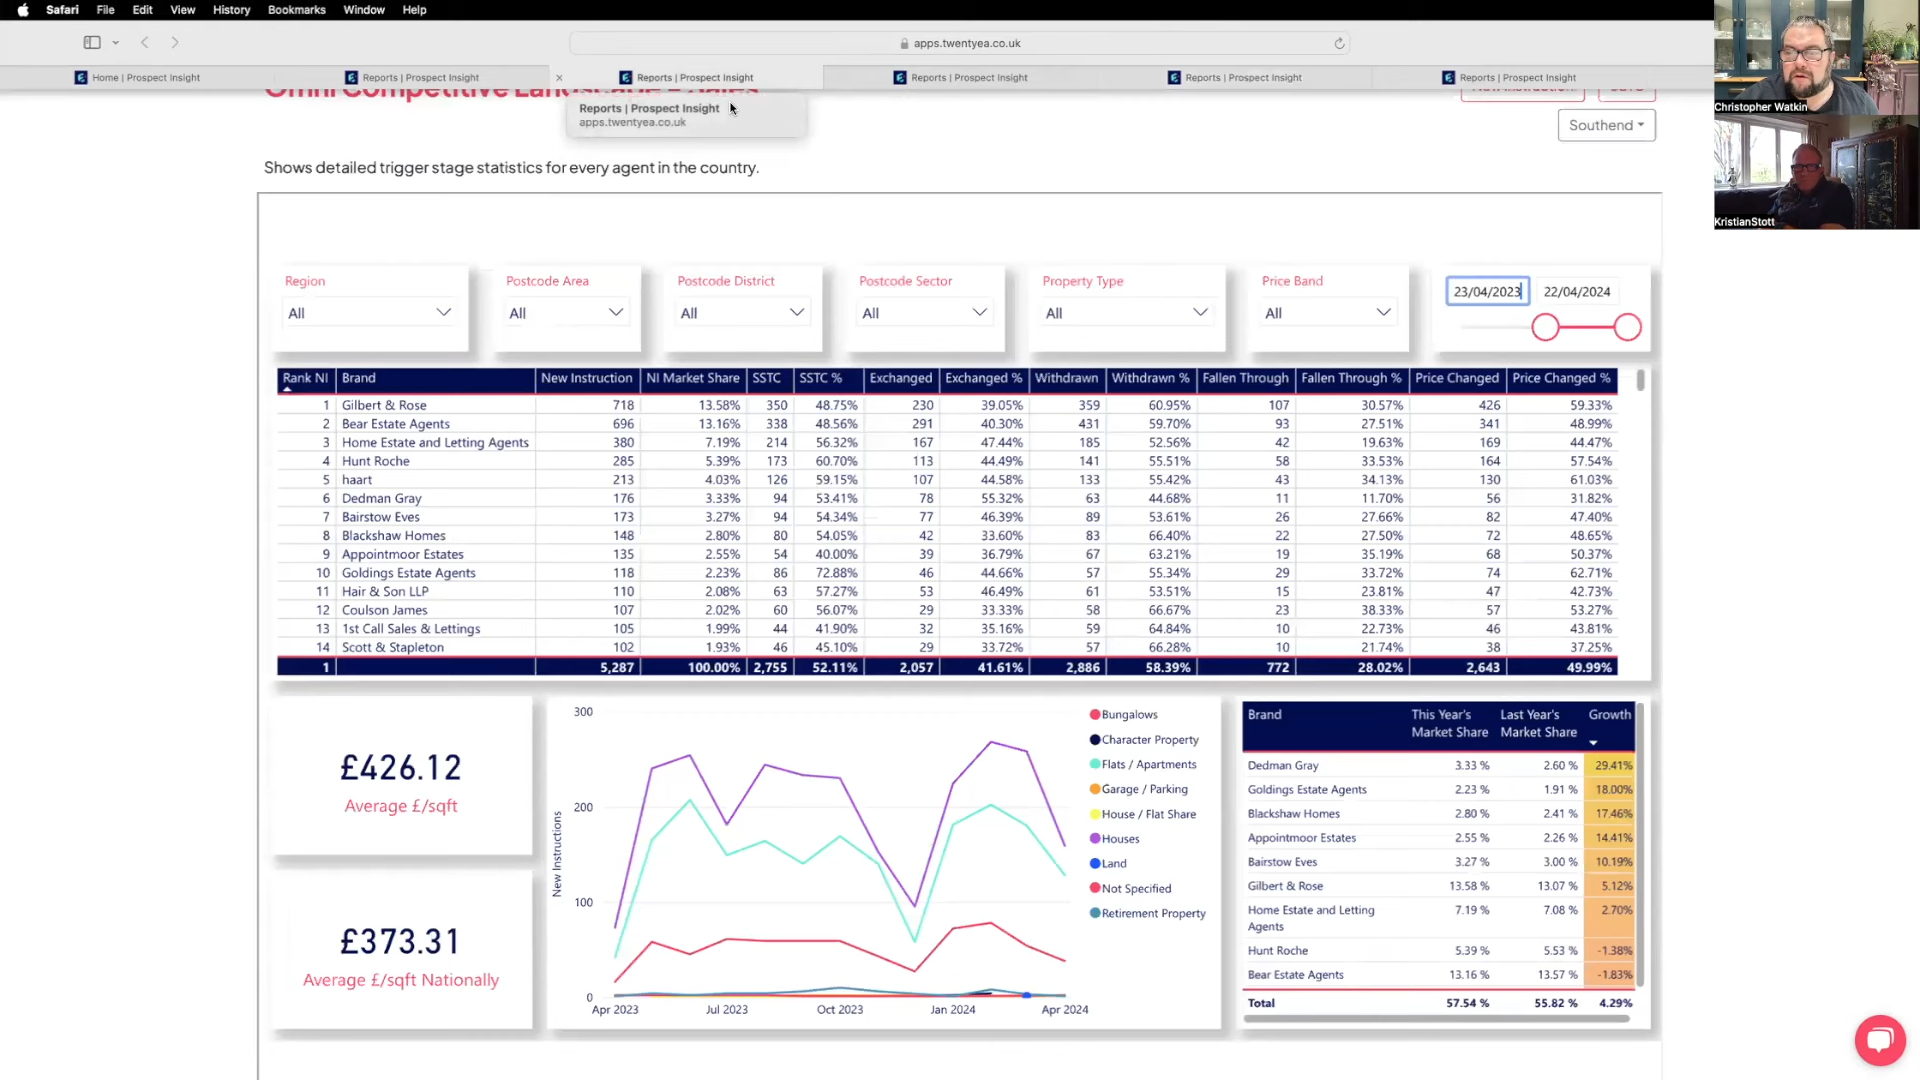 Safari File Edit View History Bookmarks Window Help
apps.twentyea.co.uk
Home | Prospect Insight Reports | Prospect Insight Reports | Prospect Insight Reports | Prospect Insight Reports | Prospect Insight Reports | Prospect Insight
Christopher Watkin
KristianStott
Omni Competitive Landscape - Sales
Reports | Prospect Insight
apps.twentyea.co.uk
Southend
Shows detailed trigger stage statistics for every agent in the country.
Region Postcode Area Postcode District Postcode Sector Property Type Price Band
All All All All All All
23/04/2023 22/04/2024
Rank NI Brand New Instruction NI Market Share SSTC SSTC % Exchanged Exchanged % Withdrawn Withdrawn % Fallen Through Fallen Through % Price Changed Price Changed %
1 Gilbert & Rose 718 13.58% 350 48.75% 230 39.05% 359 60.95% 107 30.57% 426 59.33%
2 Bear Estate Agents 696 13.16% 338 48.56% 291 40.30% 431 59.70% 93 27.51% 341 48.99%
3 Home Estate and Letting Agents 380 7.19% 214 56.32% 167 47.44% 185 52.56% 42 19.63% 169 44.47%
4 Hunt Roche 285 5.39% 173 60.70% 113 44.49% 141 55.51% 58 33.53% 164 57.54%
5 haart 213 4.03% 126 59.15% 107 44.58% 133 55.42% 43 34.13% 130 61.03%
6 Dedman Gray 176 3.33% 94 53.41% 78 55.32% 63 44.68% 11 11.70% 56 31.82%
7 Bairstow Eves 173 3.27% 94 54.34% 77 46.39% 89 53.61% 26 27.66% 82 47.40%
8 Blackshaw Homes 148 2.80% 80 54.05% 42 33.60% 83 66.40% 22 27.50% 72 48.65%
9 Appointmoor Estates 135 2.55% 54 40.00% 39 36.79% 67 63.21% 19 35.19% 68 50.37%
10 Goldings Estate Agents 118 2.23% 86 72.88% 46 44.66% 57 55.34% 29 33.72% 74 62.71%
11 Hair & Son LLP 110 2.08% 63 57.27% 53 46.49% 61 53.51% 15 23.81% 47 42.73%
12 Coulson James 107 2.02% 60 56.07% 29 33.33% 58 66.67% 23 38.33% 57 53.27%
13 1st Call Sales & Lettings 105 1.99% 44 41.90% 32 35.16% 59 64.84% 10 22.73% 46 43.81%
14 Scott & Stapleton 102 1.93% 46 45.10% 29 33.72% 57 66.28% 10 21.74% 38 37.25%
1 5,287 100.00% 2,755 52.11% 2,057 41.61% 2,886 58.39% 772 28.02% 2,643 49.99%
£426.12
Average £/sqft
£373.31
Average £/sqft Nationally
New Instructions
300
200
100
0
Apr 2023 Jul 2023 Oct 2023 Jan 2024 Apr 2024
Bungalows
Character Property
Flats / Apartments
Garage / Parking
House / Flat Share
Houses
Land
Not Specified
Retirement Property
Brand This Year's Market Share Last Year's Market Share Growth
Dedman Gray 3.33 % 2.60 % 29.41%
Goldings Estate Agents 2.23 % 1.91 % 18.00%
Blackshaw Homes 2.80 % 2.41 % 17.46%
Appointmoor Estates 2.55 % 2.26 % 14.41%
Bairstow Eves 3.27 % 3.00 % 10.19%
Gilbert & Rose 13.58 % 13.07 % 5.12%
Home Estate and Letting Agents 7.19 % 7.08 % 2.70%
Hunt Roche 5.39 % 5.53 % -1.38%
Bear Estate Agents 13.16 % 13.57 % -1.83%
Total 57.54 % 55.82 % 4.29%